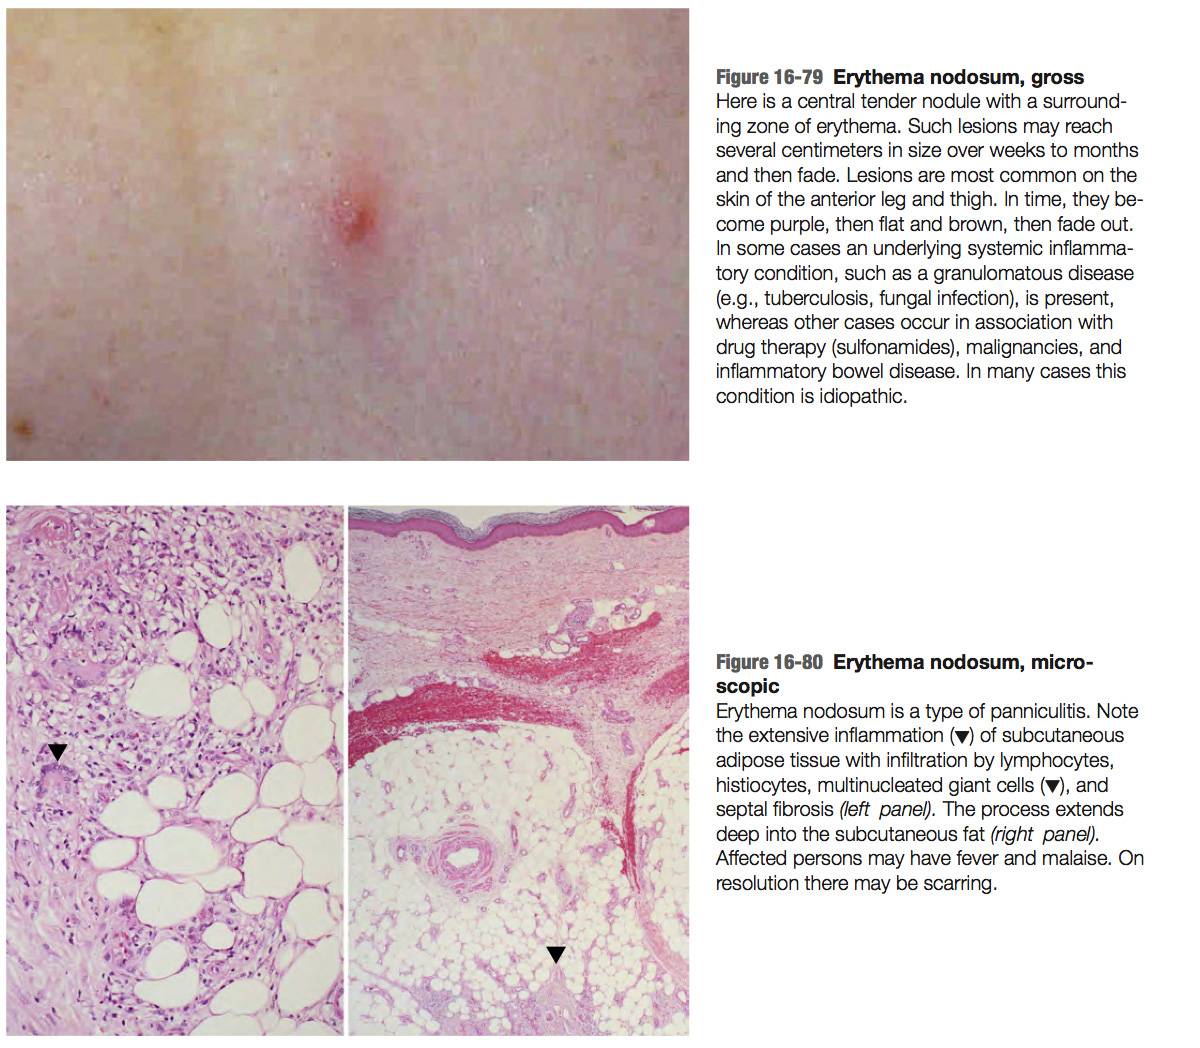 Figure 16-79 Erythema nodosum, gross
Here is a central tender nodule with a surround-
ing zone of erythema. Such lesions may reach
several centimeters in size over weeks to months
and then fade. Lesions are most common on the
skin of the anterior leg and thigh. In time, they be-
come purple, then flat and brown, then fade out.
In some cases an underlying systemic inflamma-
tory condition, such as a granulomatous disease
(e.g., tuberculosis, fungal infection), is present,
whereas other cases occur in association with
drug therapy (sulfonamides), malignancies, and
inflammatory bowel disease. In many cases this
condition is idiopathic.
Figure 16-80 Erythema nodosum, micro-
scopic
Erythema nodosum is a type of panniculitis. Note
the extensive inflammation (▼) of subcutaneous
adipose tissue with infiltration by lymphocytes,
histiocytes, multinucleated giant cells (▼), and
septal fibrosis (left panel). The process extends
deep into the subcutaneous fat (right panel).
Affected persons may have fever and malaise. On
resolution there may be scarring.